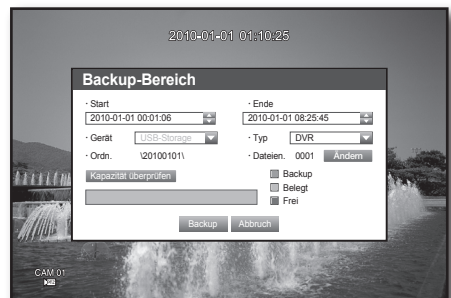 2010-01-01 01:10:25
Backup-Bereich
· Start
· Ende
2010-01-01 00:01:06
2010-01-01 08:25:45
· Gerät
USB-Storage
· Typ
DVR
· Ordn.
\20100101\
· Dateien.
0001
Ändern
Kapazität überprüfen
Backup
Belegt
Frei
Backup
Abbruch
CAM 01